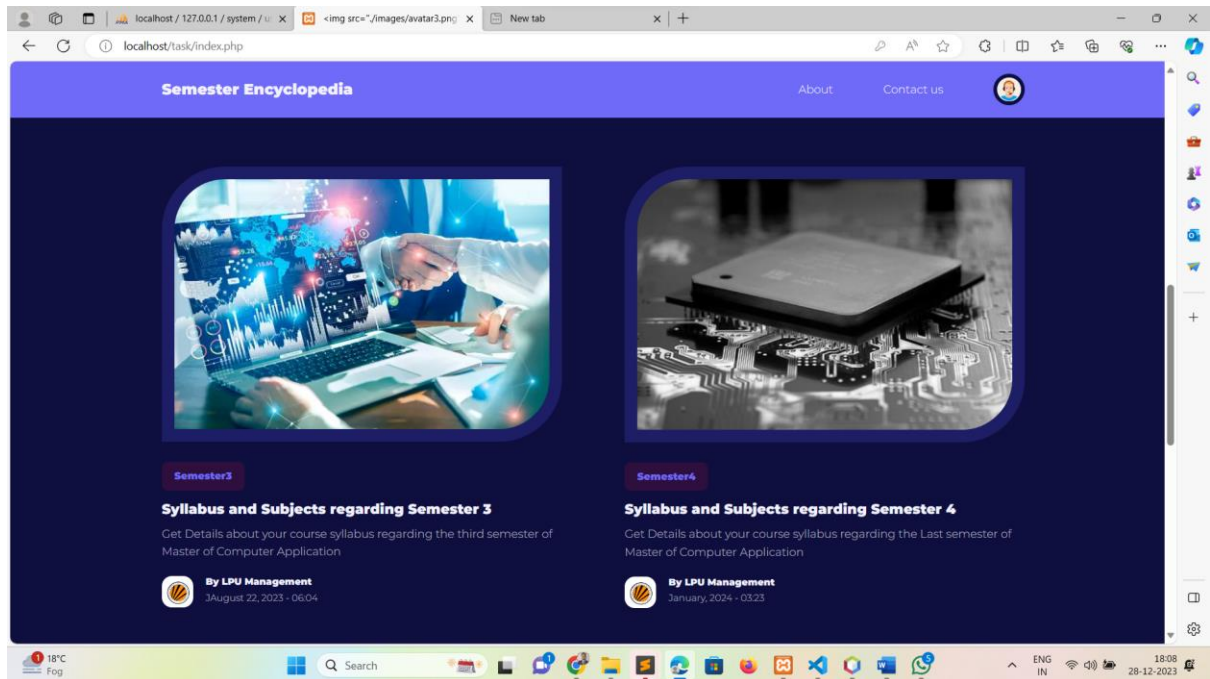 localhost / 127.0.0.1 / system / u
<img src="./images/avatar3.png
New tab
localhost/task/index.php
Semester Encyclopedia
About
Contact us
Semester3
Syllabus and Subjects regarding Semester 3
Get Details about your course syllabus regarding the third semester of
Master of Computer Application
By LPU Management
JAugust 22, 2023 - 06:04
Semester4
Syllabus and Subjects regarding Semester 4
Get Details about your course syllabus regarding the Last semester of
Master of Computer Application
By LPU Management
January, 2024 - 03:23
1
18°C
Fog
Search
ENG
IN
18:08
28-12-2023